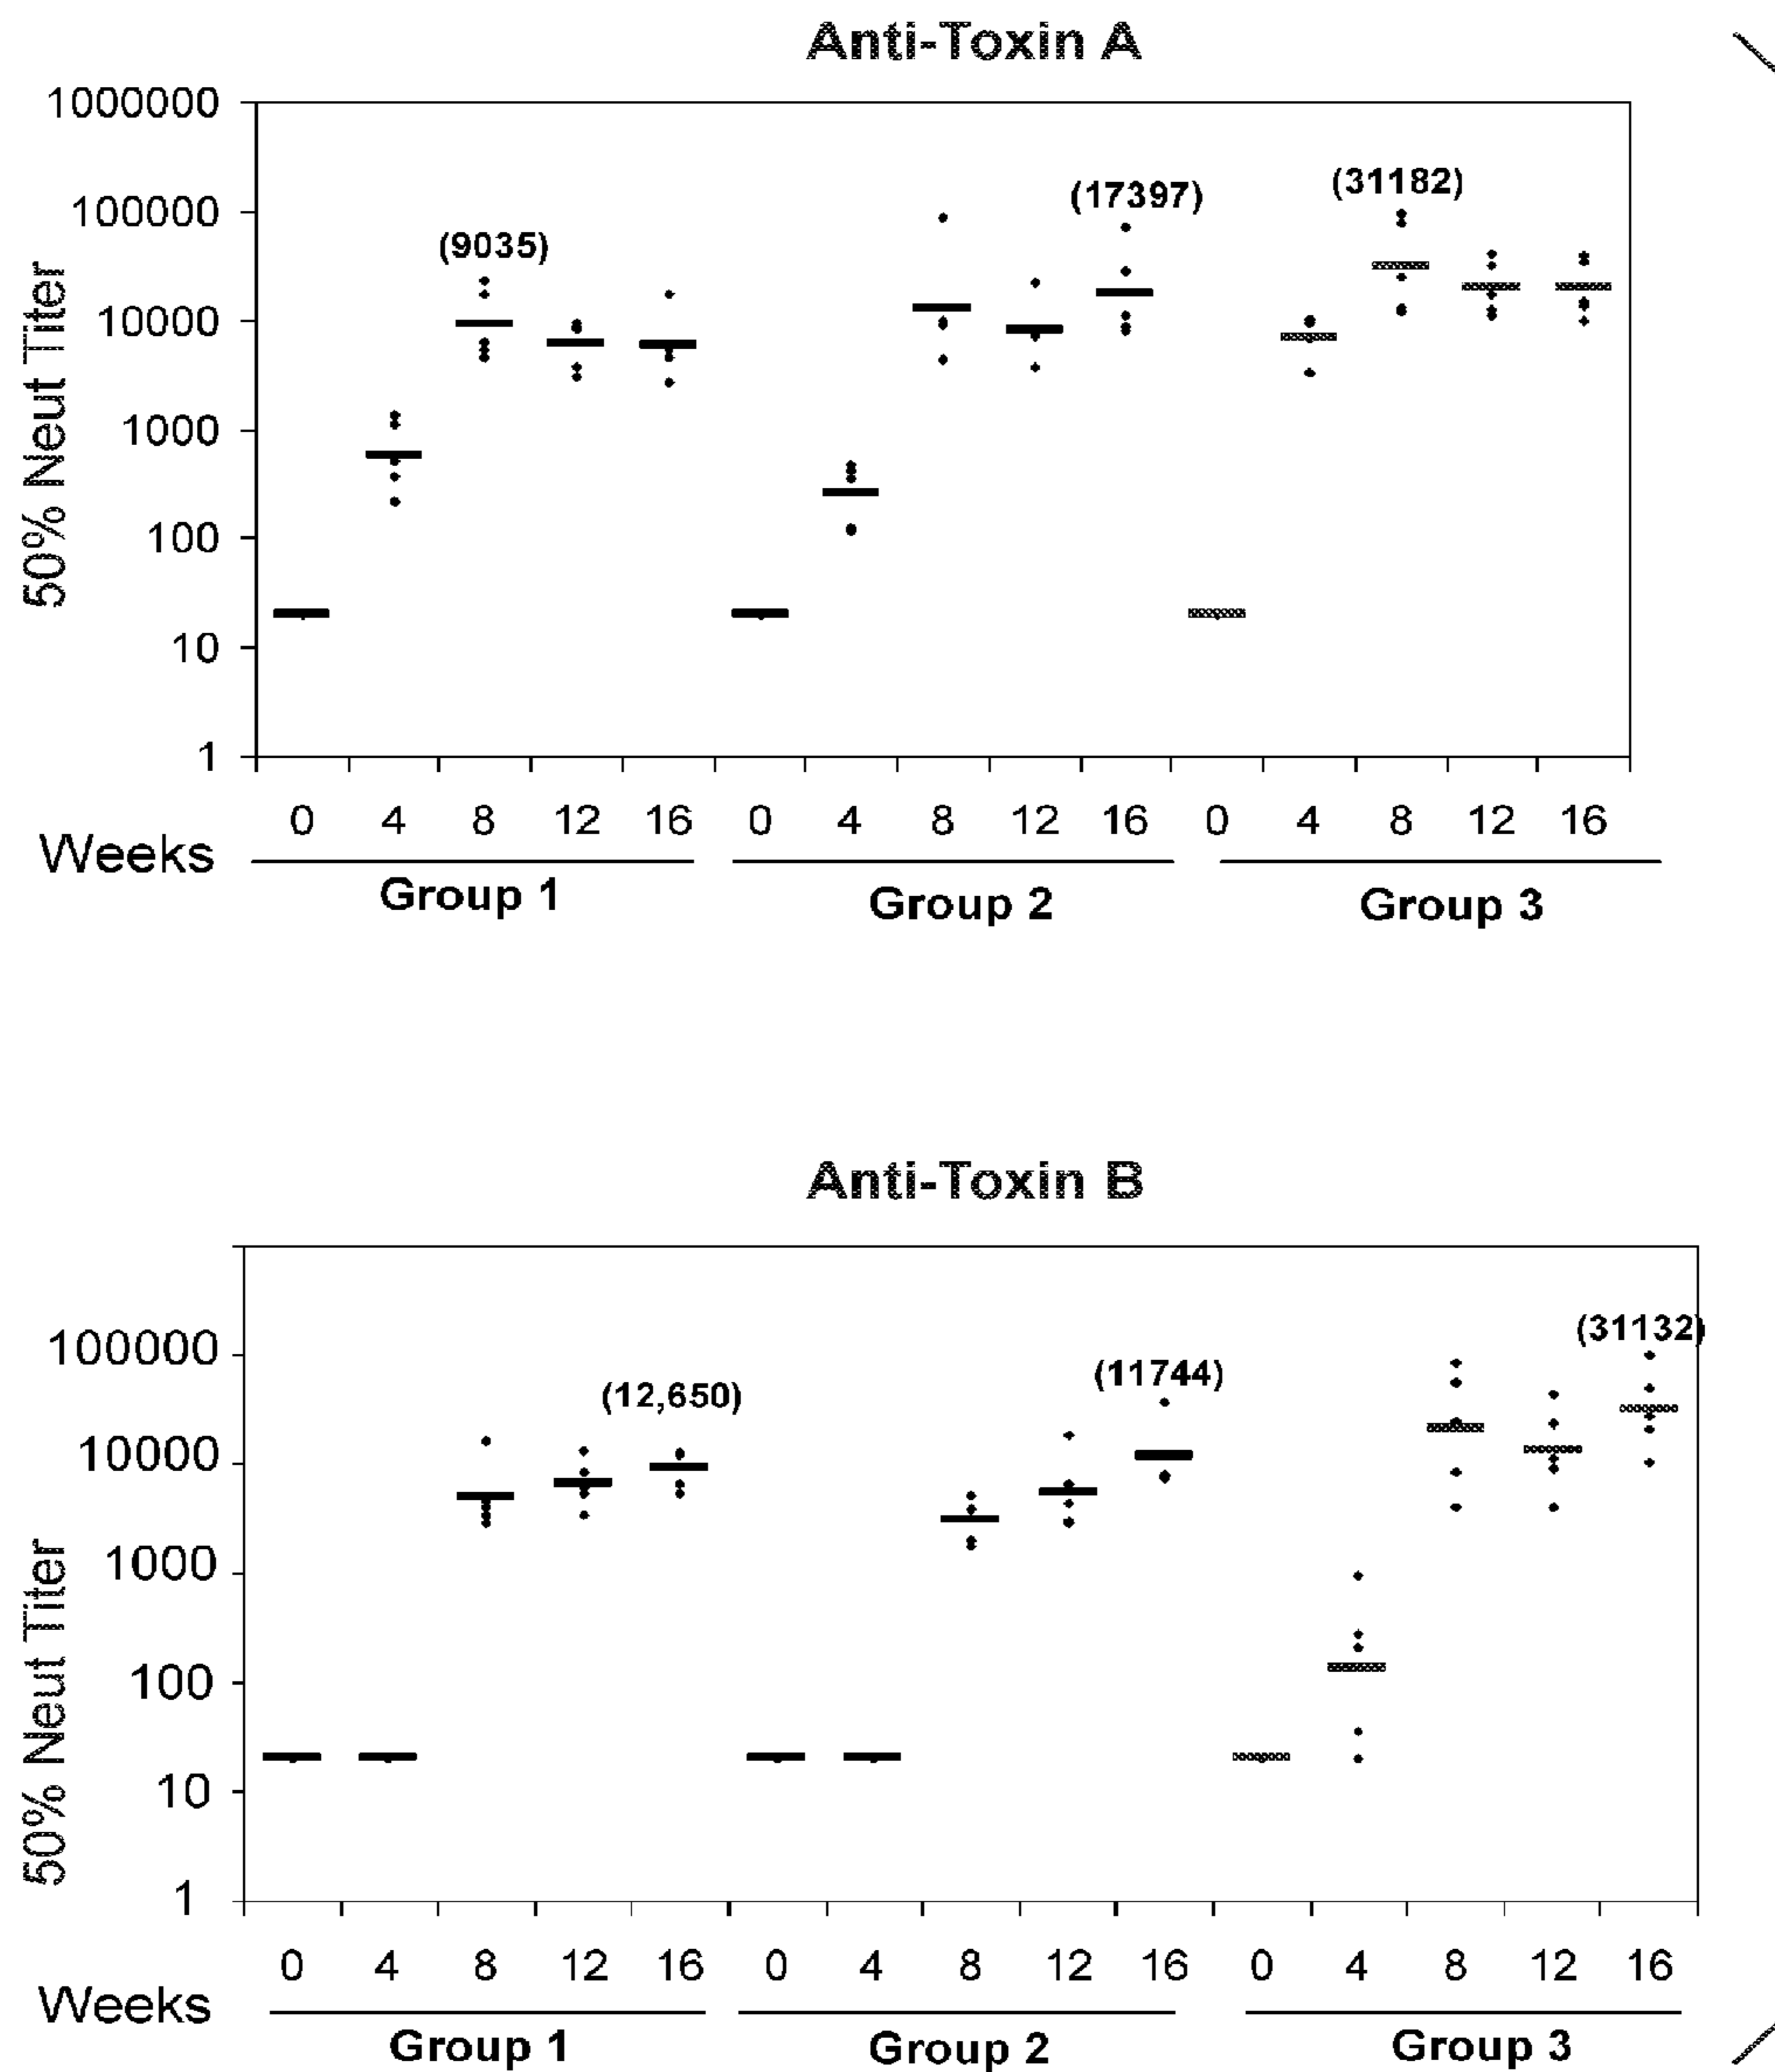 Anti-Toxin A
50% Neut Titer
1000000
100000
10000
1000
100
10
1
(9035)
(17397)
(31182)
0 4 8 12 16 0 4 8 12 16 0 4 8 12 16
Weeks
Group 1 Group 2 Group 3
Anti-Toxin B
50% Neut Titer
100000
10000
1000
100
10
1
(12,650)
(11744)
(31132)
0 4 8 12 16 0 4 8 12 16 0 4 8 12 16
Weeks
Group 1 Group 2 Group 3